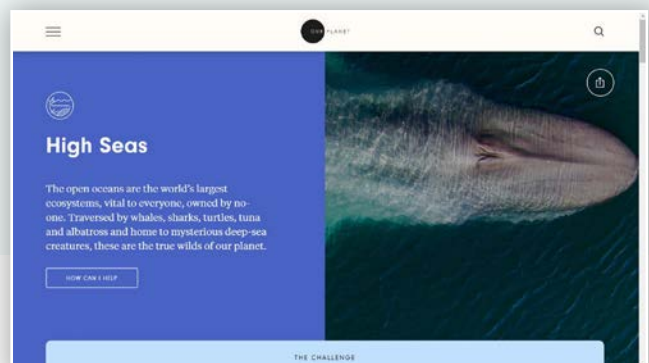 OUR PLANET
High Seas
The open oceans are the world's largest
ecosystems, vital to everyone, owned by no-
one. Traversed by whales, sharks, turtles, tuna
and albatross and home to mysterious deep-sea
creatures, these are the true wilds of our planet.
HOW CAN I HELP
THE CHALLENGE